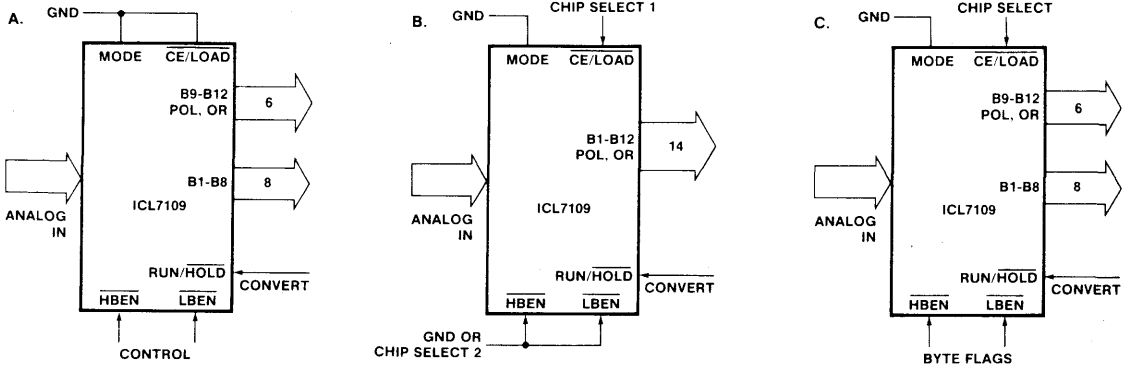 A.
GND
MODE
CE/LOAD
B9-B12
POL, OR
6
B1-B8
8
ANALOG
IN
ICL7109
RUN/HOLD
CONVERT
HBEN
LBEN
CONTROL
B.
GND
CHIP SELECT 1
MODE
CE/LOAD
B1-B12
POL, OR
14
ANALOG
IN
ICL7109
RUN/HOLD
CONVERT
HBEN
LBEN
GND OR
CHIP SELECT 2
C.
GND
CHIP SELECT
MODE
CE/LOAD
B9-B12
POL, OR
6
B1-B8
8
ANALOG
IN
ICL7109
RUN/HOLD
CONVERT
HBEN
LBEN
BYTE FLAGS